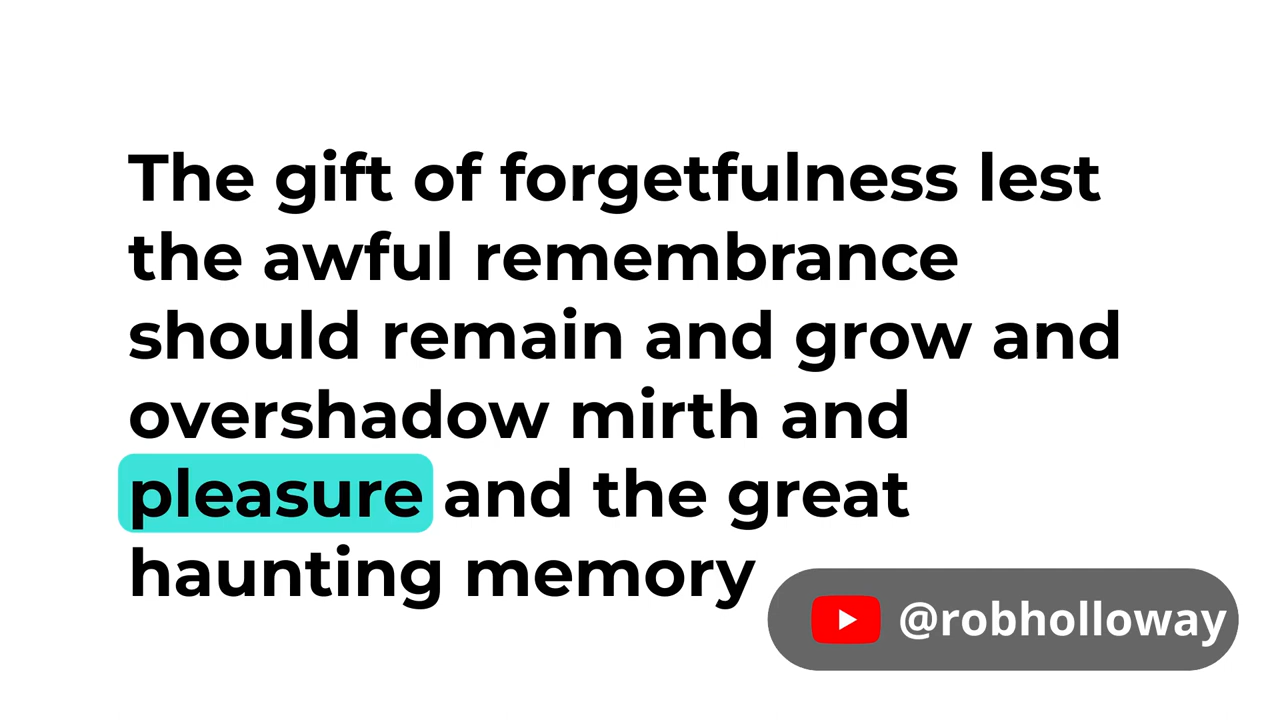 The gift of forgetfulness lest
the awful remembrance
should remain and grow and
overshadow mirth and
pleasure and the great
haunting memory
@robholloway